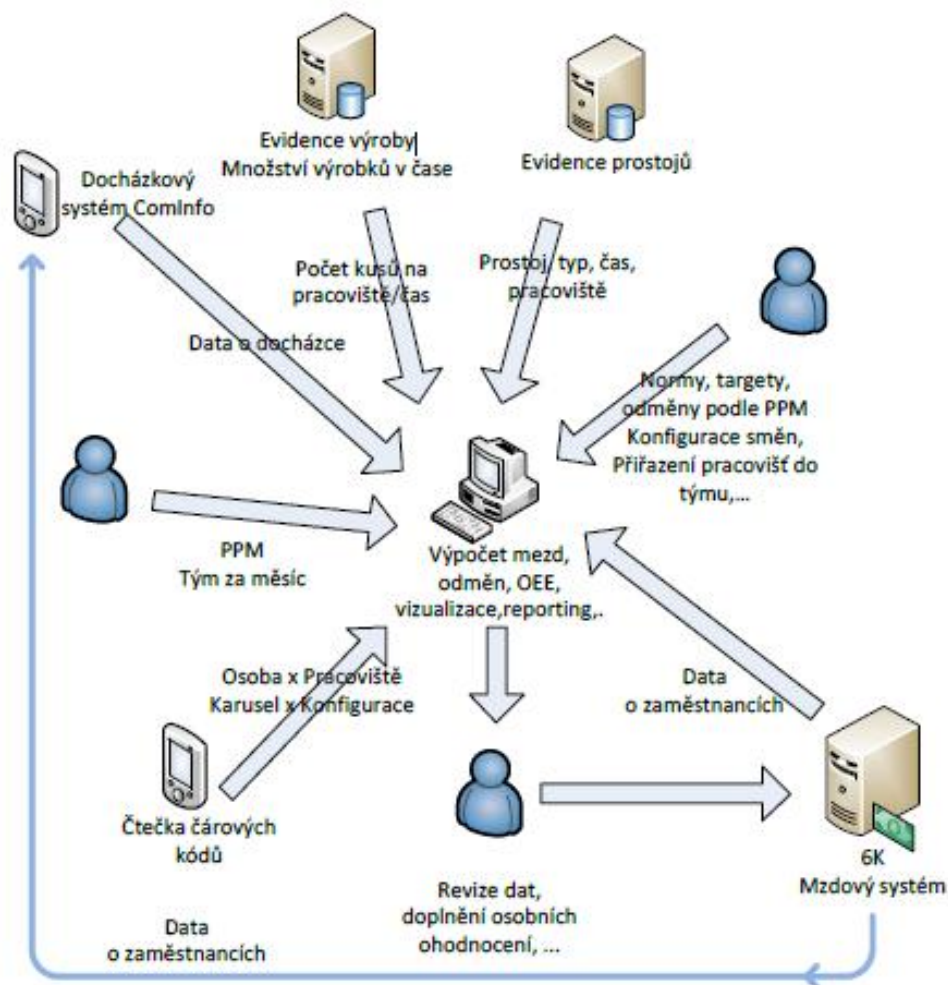 Evidence výroby
Množství výrobků v čase
Evidence prostojů
Docházkový
systém ComInfo
Počet kusů na
pracoviště/čas
Prostoj, typ, čas,
pracoviště
Data o docházce
Normy, targety,
odměny podle PPM
Konfigurace směn,
Přiřazení pracovišť do
týmu,...
PPM
Tým za měsíc
Výpočet mezd,
odměn, OEE,
vizualizace,reporting,.
Osoba x Pracoviště
Karusel x Konfigurace
Data
o zaměstnancích
Čtečka čárových
kódů
6K
Mzdový systém
Revize dat,
doplnění osobních
ohodnocení, ...
Data
o zaměstnancích